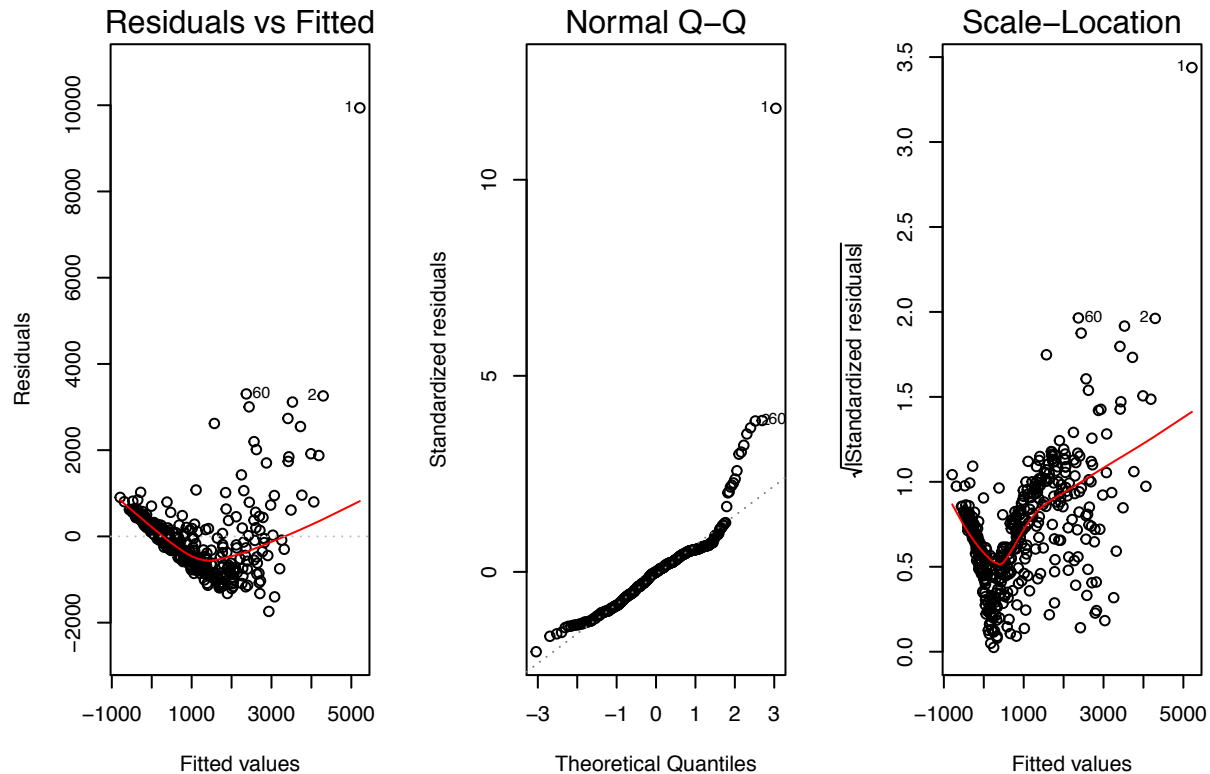 Residuals vs Fitted
Residuals
−2000 0 2000 4000 6000 8000 10000
1
60
2
−1000 1000 3000 5000
Fitted values
Normal Q−Q
Standardized residuals
0 5 10
1
260
−3 −1 0 1 2 3
Theoretical Quantiles
Scale−Location
√|Standardized residuals|
0.0 0.5 1.0 1.5 2.0 2.5 3.0 3.5
1
60
2
−1000 1000 3000 5000
Fitted values